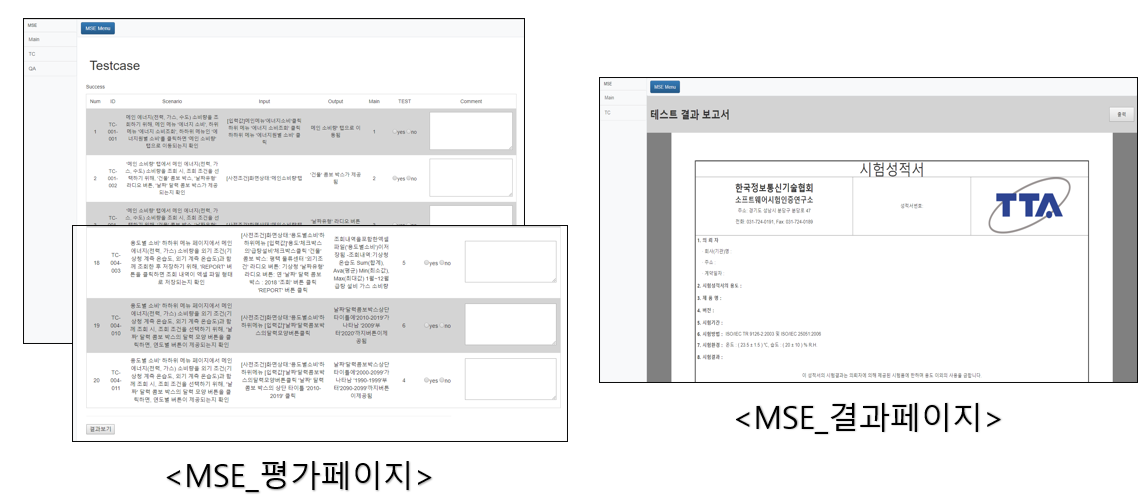 MSE
MSE Menu
Main
TC
QA
Testcase
Success
Num ID Scenario Input Output Main TEST Comment
1
TC-
001-
001
메인 에너지(전력, 가스, 수도) 소비량을 조
회하기 위해, 메인 메뉴 '에너지 소비', 하위
메뉴 '에너지 소비조회', 하하위 메뉴인 '에
너지원별 소비'를 클릭하면 '메인 소비량'
탭으로 이동되는지 확인
[입력값]메인메뉴'에너지소비'클릭
하위 메뉴 '에너지 소비조회' 클릭
하하위 메뉴 '에너지원별 소비' 클
릭
'메인 소비량' 탭으로 이
동됨
1
yes no
2
TC-
001-
002
'메인 소비량' 탭에서 메인 에너지(전력, 가
스, 수도) 소비량을 조회 시, 조회 조건을 선
택하기 위해, '건물' 콤보 박스, '날짜유형'
라디오 버튼, '날짜' 달력 콤보 박스가 제공
되는지 확인
[사전조건]화면상태:'메인소비량'탭
'건물' 콤보 박스가 제공
됨
2
yes no
'메인 소비량' 탭에서 메인 에너지(전력, 가
스, 수도) 소비량을 조회 시, 조회 조건을 선
'날짜유형' 라디오 버튼
18
TC-
004-
003
용도별 소비' 하하위 메뉴 페이지에서 메인
에너지(전력, 가스) 소비량을 외기 조건(기
상청 계측 온습도, 외기 계측 온습도)과 함
께 조회한 후 저장하기 위해, 'REPORT' 버
튼을 클릭하면 조회 내역이 엑셀 파일 형태
로 저장되는지 확인
[사전조건]화면상태:'용도별소비'하
하위메뉴 [입력값]'용도'체크박스
의'급탕설비'체크박스클릭 '건물'
콤보 박스: 평택 물류센터 '외기조
건' 라디오 버튼: 기상청 '날짜유형'
라디오 버튼: 연 '날짜' 달력 콤보
박스 : 2018 '조회' 버튼 클릭
'REPORT' 버튼 클릭
조회내역을포함한엑셀
파일('용도별소비')이저
장됨 -조회내역:기상청
온습도 Sum(합계),
Ava(평균) Min(최소값),
Max(최대값) 1월~12월
급탕 설비 가스 소비량
5
yes no
19
TC-
004-
010
용도별 소비' 하하위 메뉴 페이지에서 메인
에너지(전력, 가스) 소비량을 외기 조건(기
상청 계측 온습도, 외기 계측 온습도)과 함
께 조회 시, 조회 조건을 선택하기 위해, '날
짜' 달력 콤보 박스의 달력 모양 버튼을 클
릭하면, 연도별 버튼이 제공되는지 확인
[사전조건]화면상태:'용도별소비'하
하위메뉴 [입력값]'날짜'달력콤보박
스의달력모양버튼클릭
'날짜'달력콤보박스상단
타이틀에'2010-2019'가
나타남 '2009'부
터'2020'까지버튼이제
공됨
6
yes no
20
TC-
004-
011
용도별 소비' 하하위 메뉴 페이지에서 메인
에너지(전력, 가스) 소비량을 외기 조건(기
상청 계측 온습도, 외기 계측 온습도)과 함
께 조회 시, 조회 조건을 선택하기 위해, '날
짜' 달력 콤보 박스의 달력 모양 버튼을 클
릭하면, 연도별 버튼이 제공되는지 확인
[사전조건]화면상태:'용도별소비'하
하위메뉴 [입력값]'날짜'달력콤보박
스의달력모양버튼클릭 '날짜' 달력
콤보 박스의 상단 타이틀 '2010-
2019' 클릭
'날짜'달력콤보박스상단
타이틀에'2000-2099'가
나타남 '1990-1999'부
터'2090-2099'까지버튼
이제공됨
4
yes no
결과보기
<MSE_평가페이지>
MSE
MSE Menu
Main
TC
테스트 결과 보고서
출력
시험성적서
한국정보통신기술협회
소프트웨어시험인증연구소
주소: 경기도 성남시 분당구 분당로 47
전화: 031-724-0181, Fax: 031-724-0189
성적서번호
TTA
1. 의 뢰 자
회사(기관)명 :
주소 :
계약일자 :
2. 시험성적서의 용도 :
3. 제 품 명 :
4. 버전 :
5. 시험기간 :
6. 시험방법 : ISO/IEC TR 9126-2:2003 및 ISO/IEC 25051:2006
7. 시험환경 : 온도 : ( 23.5 ± 1.5 ) ℃, 습도 : ( 20 ± 10 ) % R.H.
8. 시험결과 :
이 성적서의 시험결과는 의뢰자에 의해 제공된 시험품에 한하며 용도 이외의 사용을 금합니다.
<MSE_결과페이지>